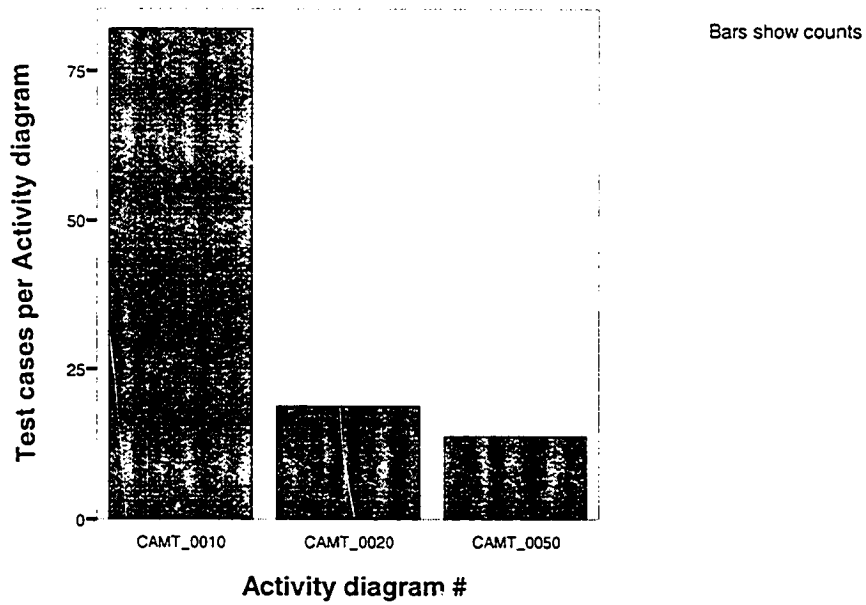 Bars show counts
Test cases per Activity diagram
75
50
25
0
CAMT_0010
CAMT_0020
CAMT_0050
Activity diagram #